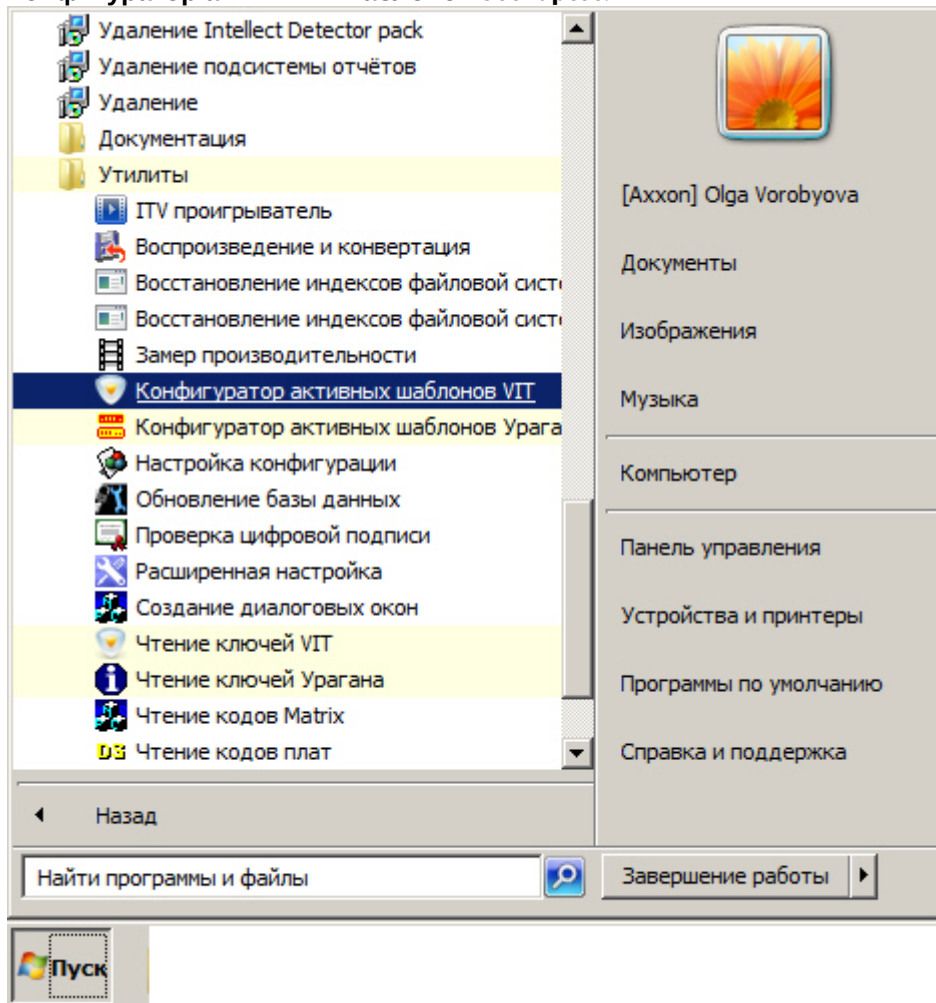 Удаление Intellect Detector pack
Удаление подсистемы отчётов
Удаление
Документация
Утилиты
ITV проигрыватель
Воспроизведение и конвертация
Восстановление индексов файловой
Восстановление индексов файловой
Замер производительности
Конфигуратор активных шаблонов VIT
Конфигуратор активных шаблонов
Настройка конфигурации
Обновление базы данных
Проверка цифровой подписи
Расширенная настройка
Создание диалоговых окон
Чтение ключей VIT
Чтение ключей Урагана
Чтение кодов Matrix
Чтение кодов плат
Назад
Найти программы и файлы
[Axxon] Olga Vorobyova
Документы
Изображения
Музыка
Компьютер
Панель управления
Устройства и принтеры
Программы по умолчанию
Справка и поддержка
Завершение работы
Пуск